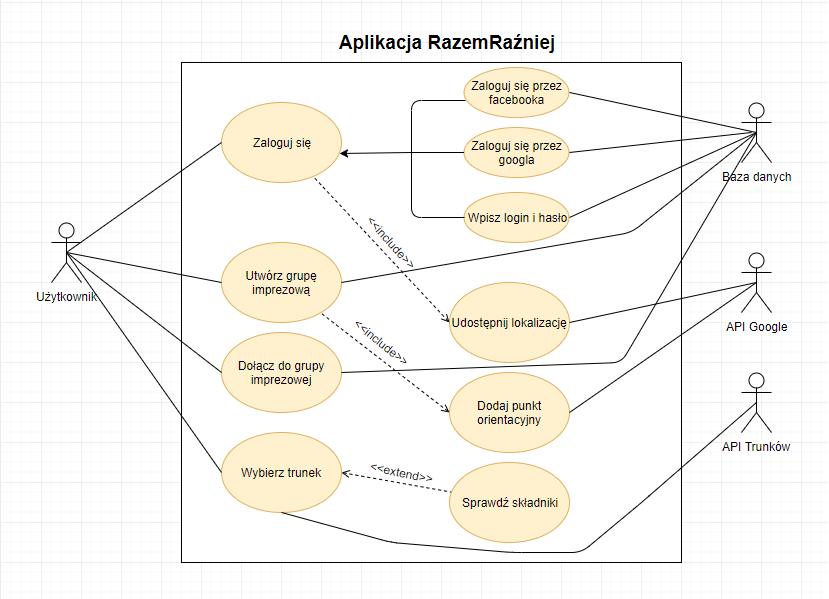 Aplikacja RazemRaźniej
Zaloguj się przez
facebooka
Zaloguj się
Zaloguj się przez
googla
Baza danych
Wpisz login i hasło
<<include>>
Użytkownik
Utwórz grupę
imprezową
Udostępnij lokalizację
API Google
<<include>>
Dołącz do grupy
imprezowej
Dodaj punkt
orientacyjny
API Trunków
Wybierz trunek
<<extend>>
Sprawdź składniki